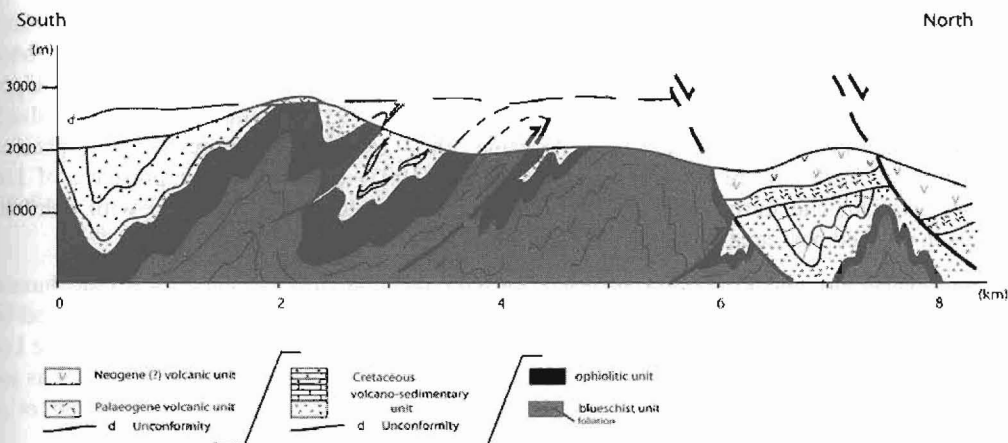 South North
(m)
3000
2000
1000
d
0 2 4 6 8 (km)
Neogene (?) volcanic unit
Palaeogene volcanic unit
d Unconformity
Cretaceous
volcano-sedimentary
unit
d Unconformity
ophiolitic unit
blueschist unit
foliation